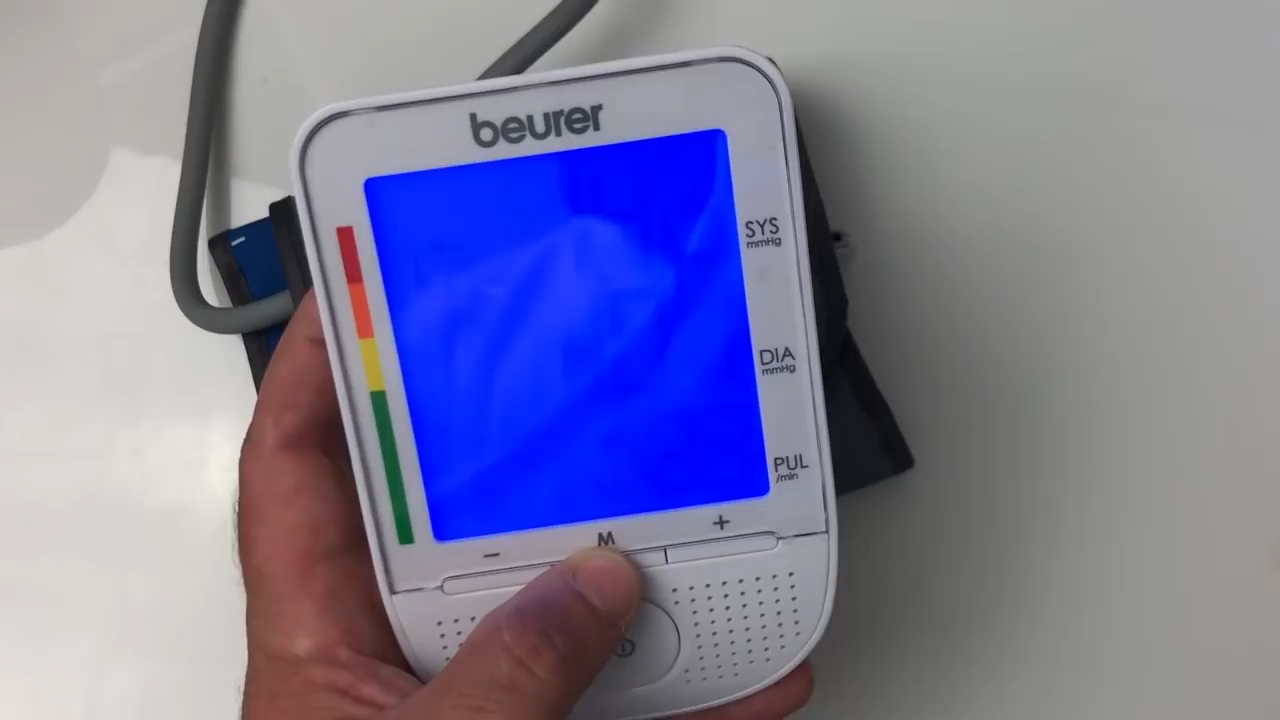 beurer
SYS
mmHg
DIA
mmHg
PUL
/min
− M +